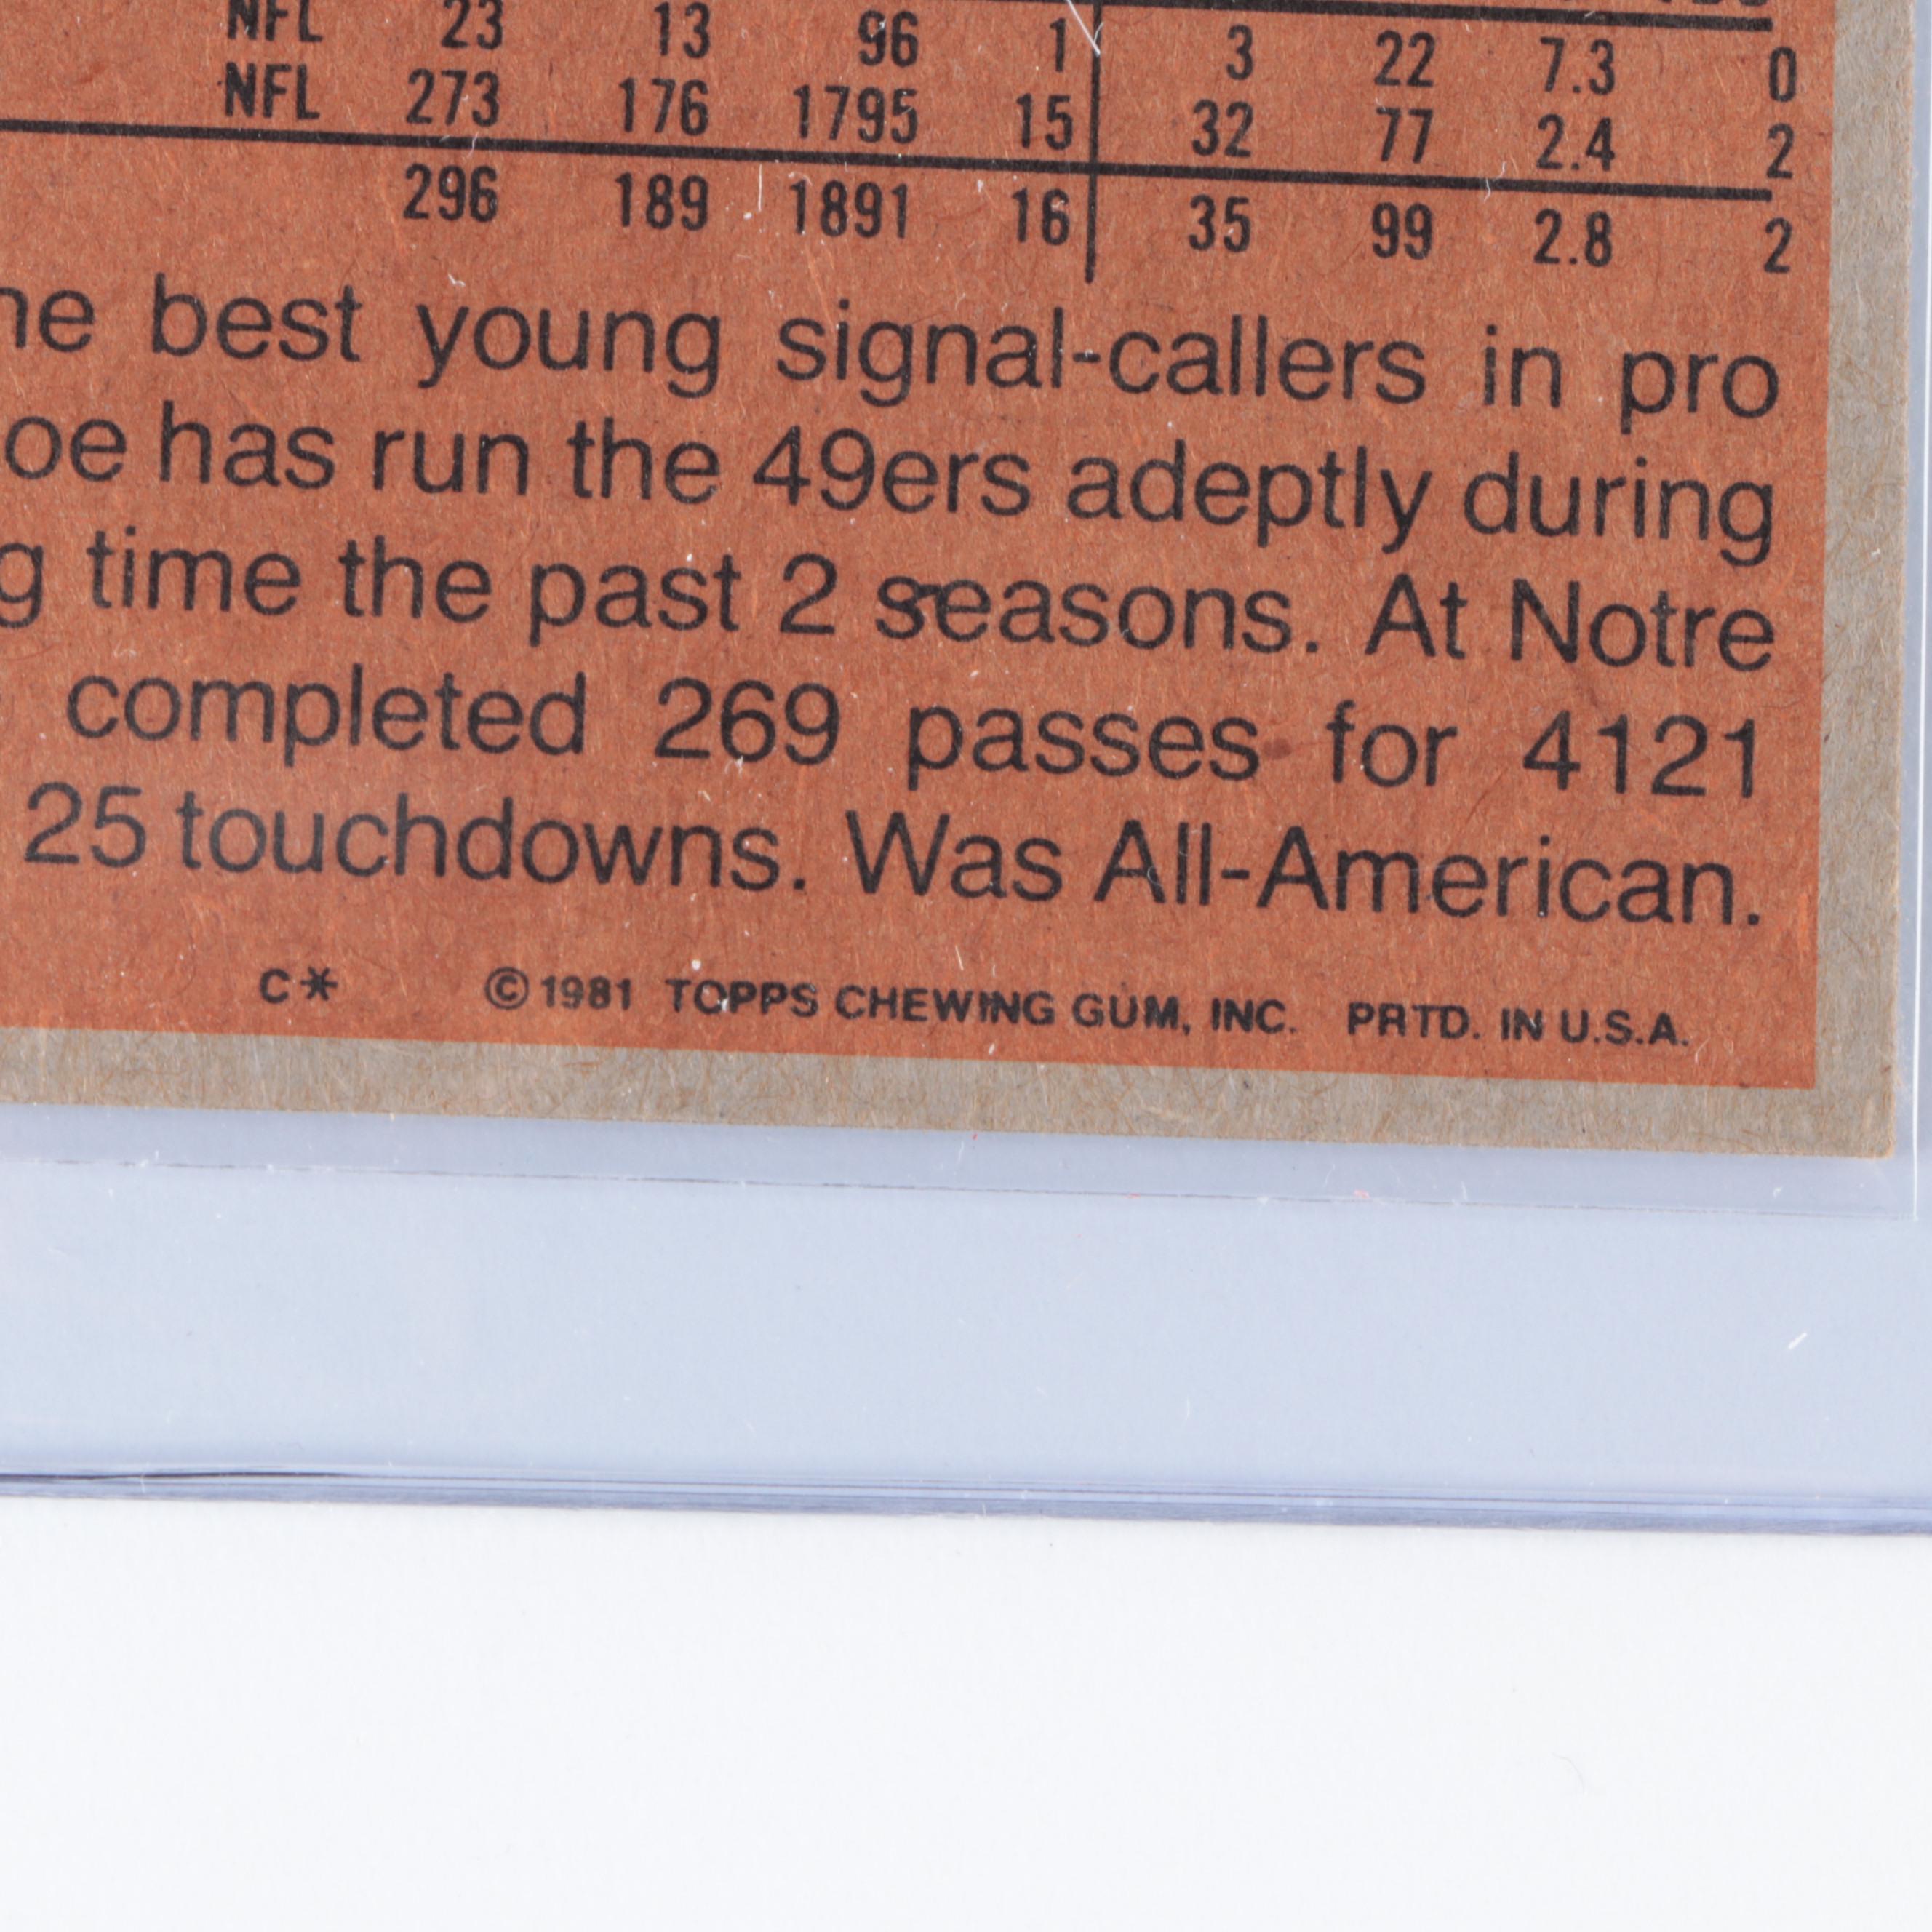 NFL 23 13 96 1 3 22 7.3 0
NFL 273 176 1795 15 32 77 2.4 2
296 189 1891 16 35 99 2.8 2
he best young signal-callers in pro
oe has run the 49ers adeptly during
g time the past 2 seasons. At Notre
completed 269 passes for 4121
25 touchdowns. Was All-American.
C* ©1981 TOPPS CHEWING GUM, INC. PRTD. IN U.S.A.